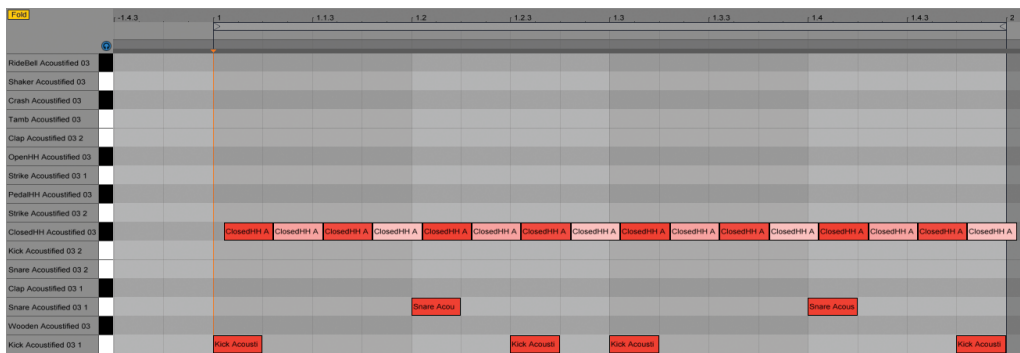 Fold
-1.4.3 1 1.1.3 1.2 1.2.3 1.3 1.3.3 1.4 1.4.3 2
RideBell Acoustified 03
Shaker Acoustified 03
Crash Acoustified 03
Tamb Acoustified 03
Clap Acoustified 03 2
OpenHH Acoustified 03
Strike Acoustified 03 1
PedalHH Acoustified 03
Strike Acoustified 03 2
ClosedHH Acoustified 03 ClosedHH A ClosedHH A ClosedHH A ClosedHH A ClosedHH A ClosedHH A ClosedHH A ClosedHH A ClosedHH A ClosedHH A ClosedHH A ClosedHH A ClosedHH A ClosedHH A ClosedHH A ClosedHH A
Kick Acoustified 03 2
Snare Acoustified 03 2
Clap Acoustified 03 1
Snare Acoustified 03 1 Snare Acou Snare Acous
Wooden Acoustified 03
Kick Acoustified 03 1 Kick Acousti Kick Acousti Kick Acousti Kick Acousti